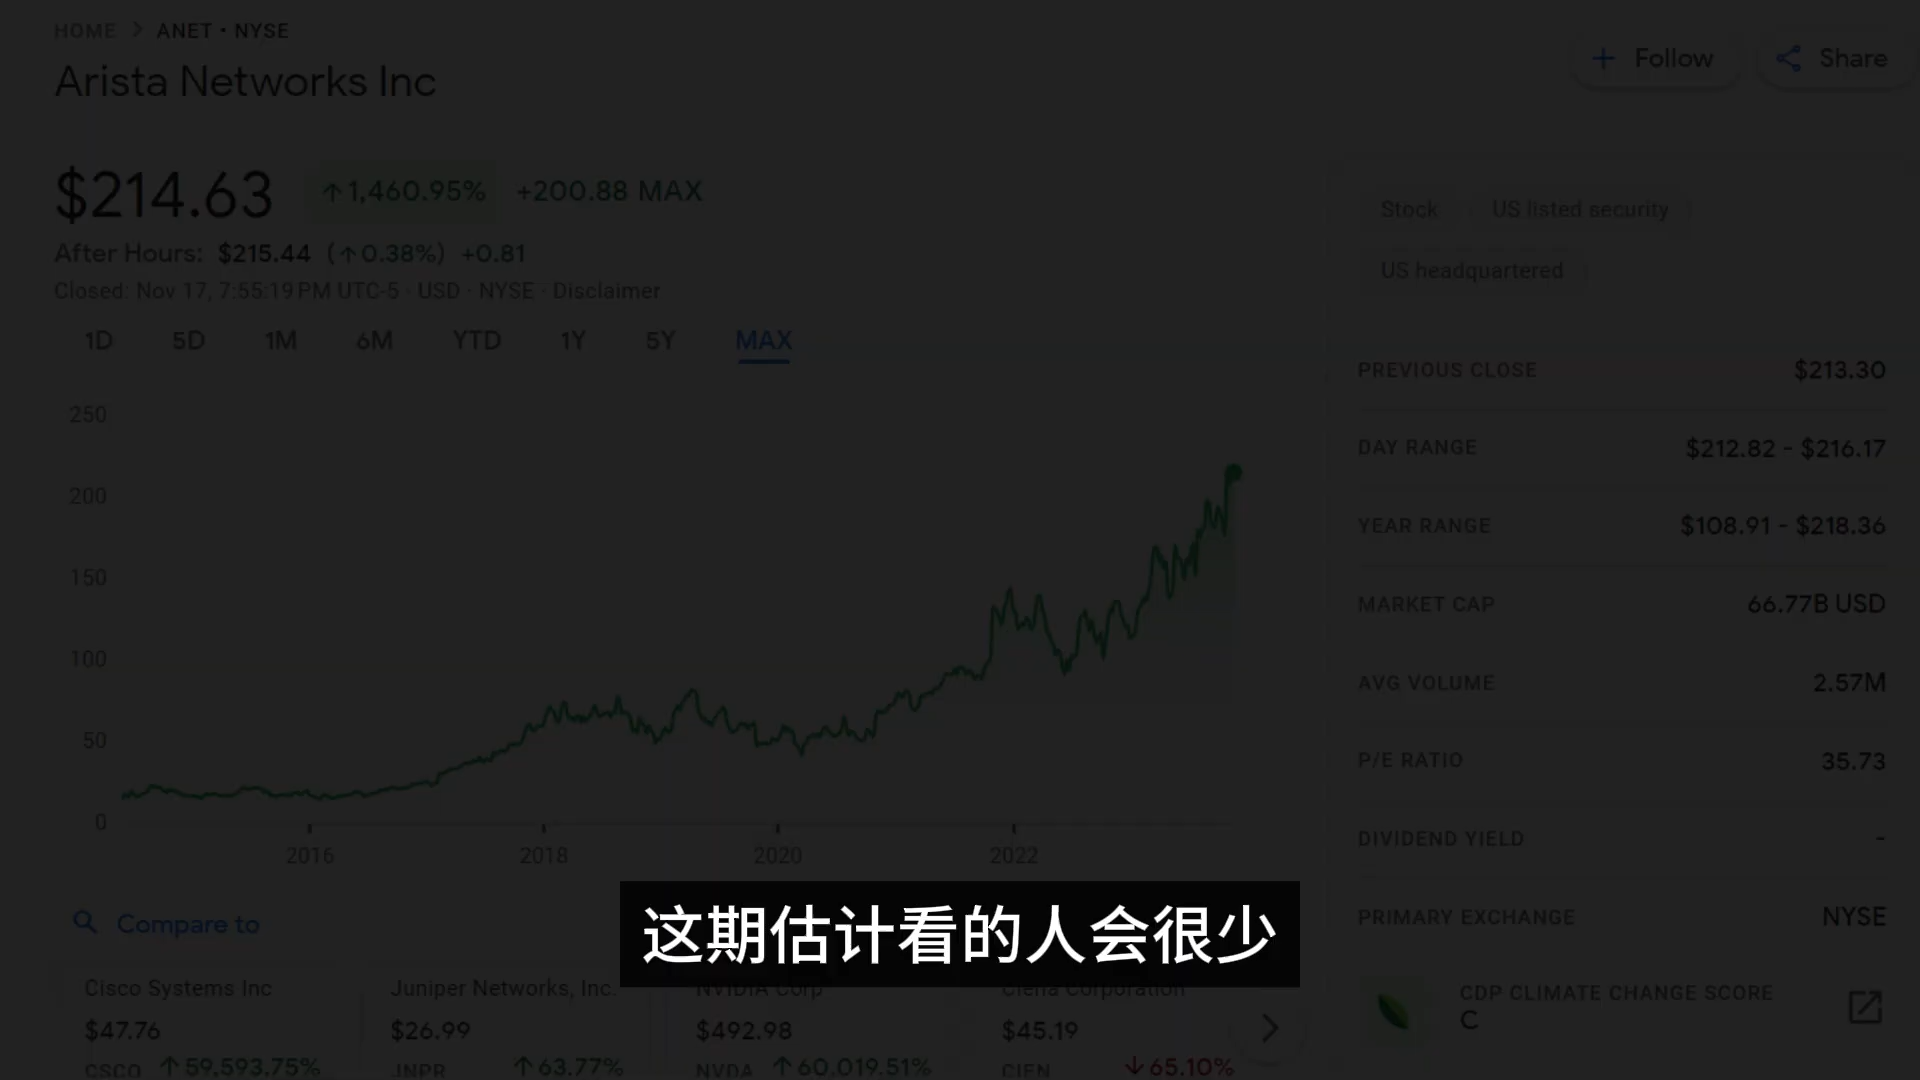 HOME > ANET • NYSE
Arista Networks Inc
+ Follow
Share
$214.63 ↑1,460.95% +200.88 MAX
After Hours: $215.44 (↑0.38%) +0.81
Closed: Nov 17, 7:55:19 PM UTC-5 · USD · NYSE · Disclaimer
1D 5D 1M 6M YTD 1Y 5Y MAX
250
200
150
100
50
0
2016 2018 2020 2022
Stock US listed security
US headquartered
PREVIOUS CLOSE $213.30
DAY RANGE $212.82 - $216.17
YEAR RANGE $108.91 - $218.36
MARKET CAP 66.77B USD
AVG VOLUME 2.57M
P/E RATIO 35.73
DIVIDEND YIELD -
PRIMARY EXCHANGE NYSE
CDP CLIMATE CHANGE SCORE
C
Compare to
这期估计看的人会很少
Cisco Systems Inc
$47.76
CSCO ↑59,593.75%
Juniper Networks, Inc.
$26.99
JNPR ↑63.77%
NVIDIA Corp
$492.98
NVDA ↑60,019.51%
Ciena Corporation
$45.19
CIEN ↓65.10%